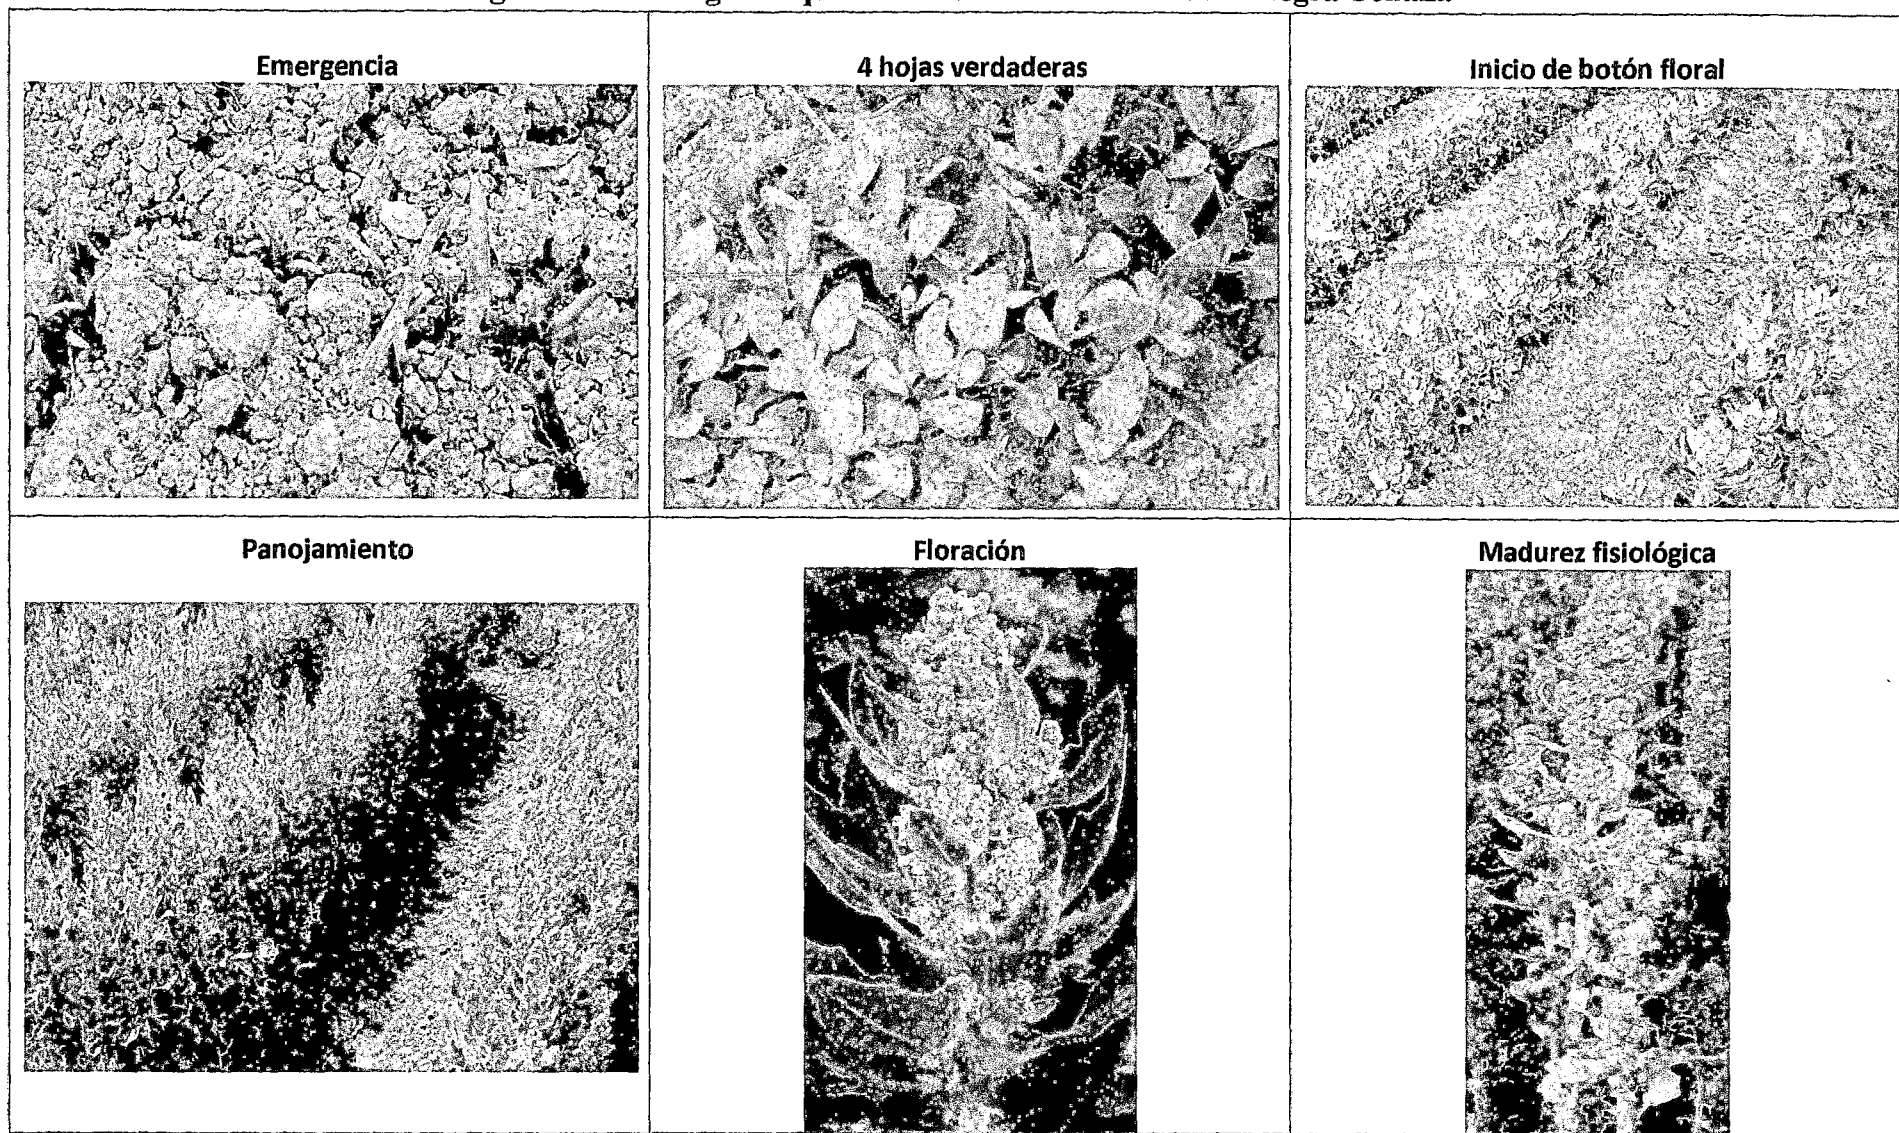 Emergencia
4 hojas verdaderas
Inicio de botón floral
Panojamiento
Floración
Madurez fisiológica